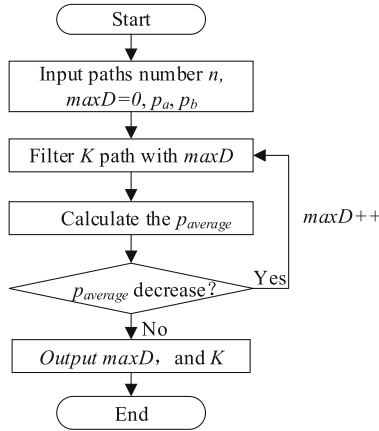 Start
Input paths number n,
maxD=0, pa, pb
Filter K path with maxD
Calculate the paverage
maxD++
paverage decrease?
Yes
No
Output maxD，and K
End